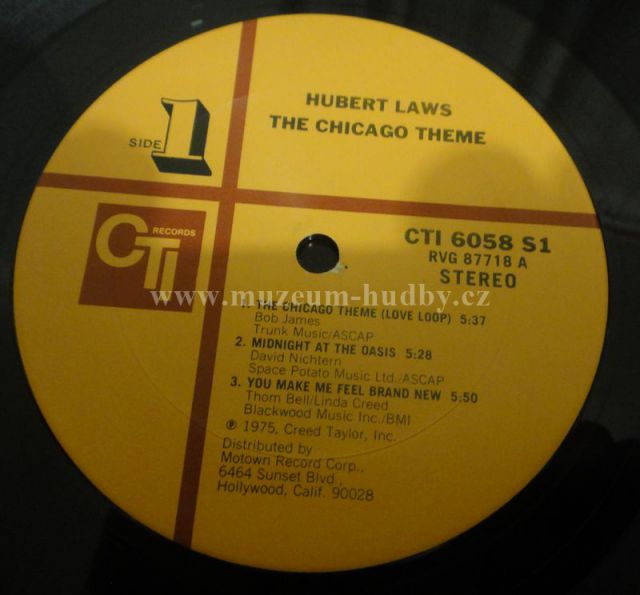 HUBERT LAWS
THE CHICAGO THEME
SIDE 1
CTI RECORDS
CTI 6058 S1
RVG 87718 A
STEREO
www.muzeum-hudby.cz
1. THE CHICAGO THEME (LOVE LOOP) 5:37
Bob James
Trunk Music/ASCAP
2. MIDNIGHT AT THE OASIS 5:28
David Nichtern
Space Potato Music Ltd./ASCAP
3. YOU MAKE ME FEEL BRAND NEW 5:50
Thom Bell/Linda Creed
Blackwood Music Inc./BMI
℗ 1975, Creed Taylor, Inc.
Distributed by
Motown Record Corp.,
6464 Sunset Blvd.,
Hollywood, Calif. 90028